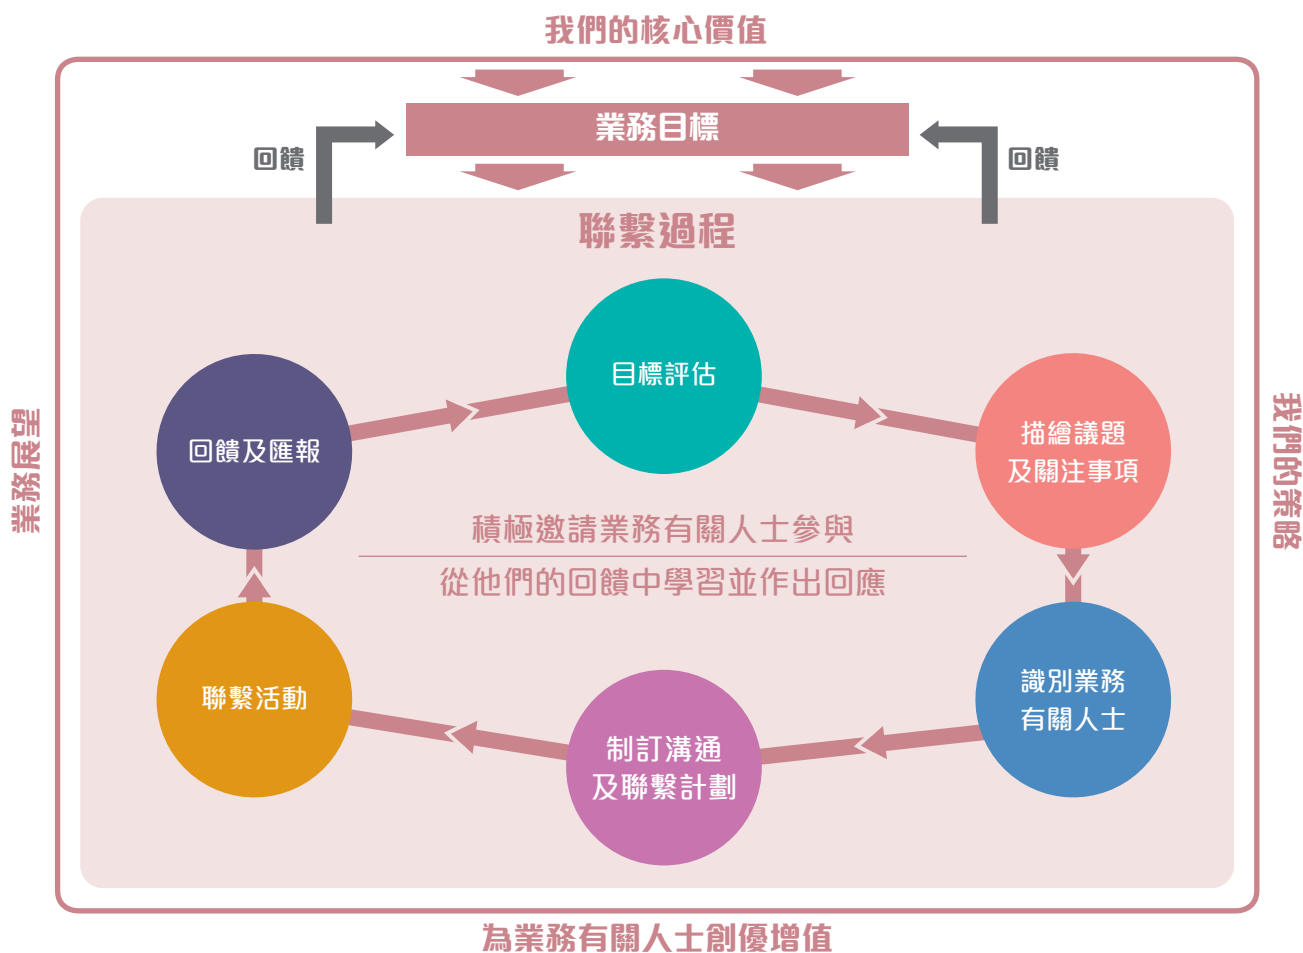 我們的核心價值
業務目標
回饋
回饋
聯繫過程
目標評估
描繪議題
及關注事項
識別業務
有關人士
制訂溝通
及聯繫計劃
聯繫活動
回饋及匯報
積極邀請業務有關人士參與
從他們的回饋中學習並作出回應
業務展望
我們的策略
為業務有關人士創優增值